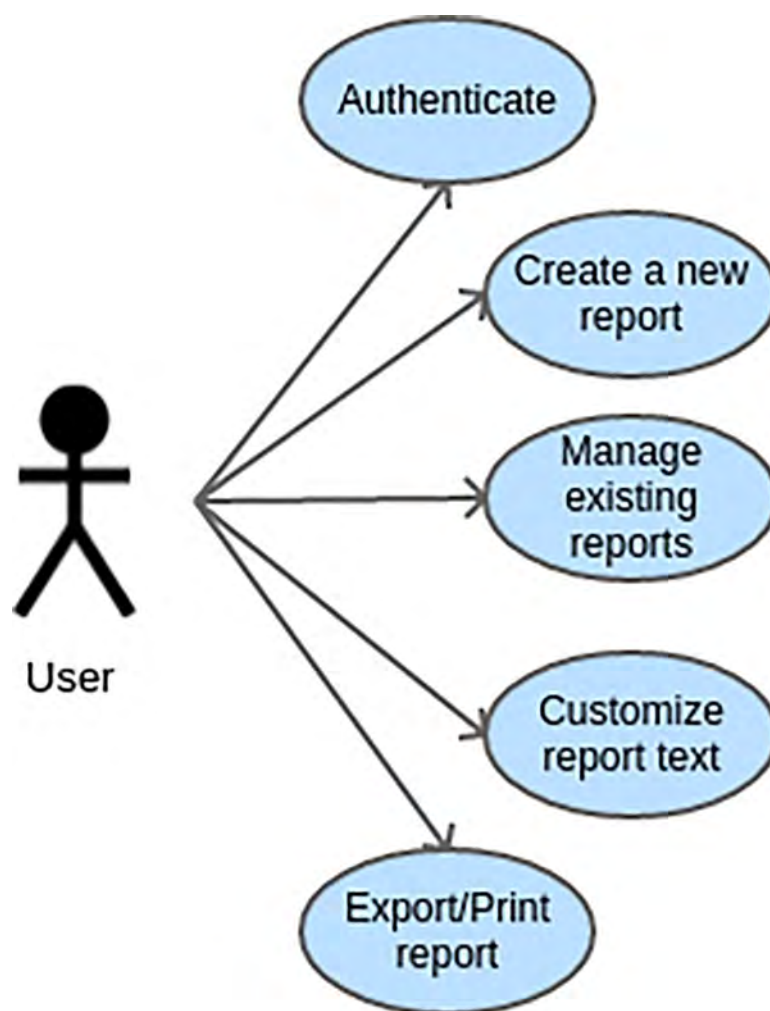 Authenticate
Create a new
report
Manage
existing
reports
User
Customize
report text
Export/Print
report